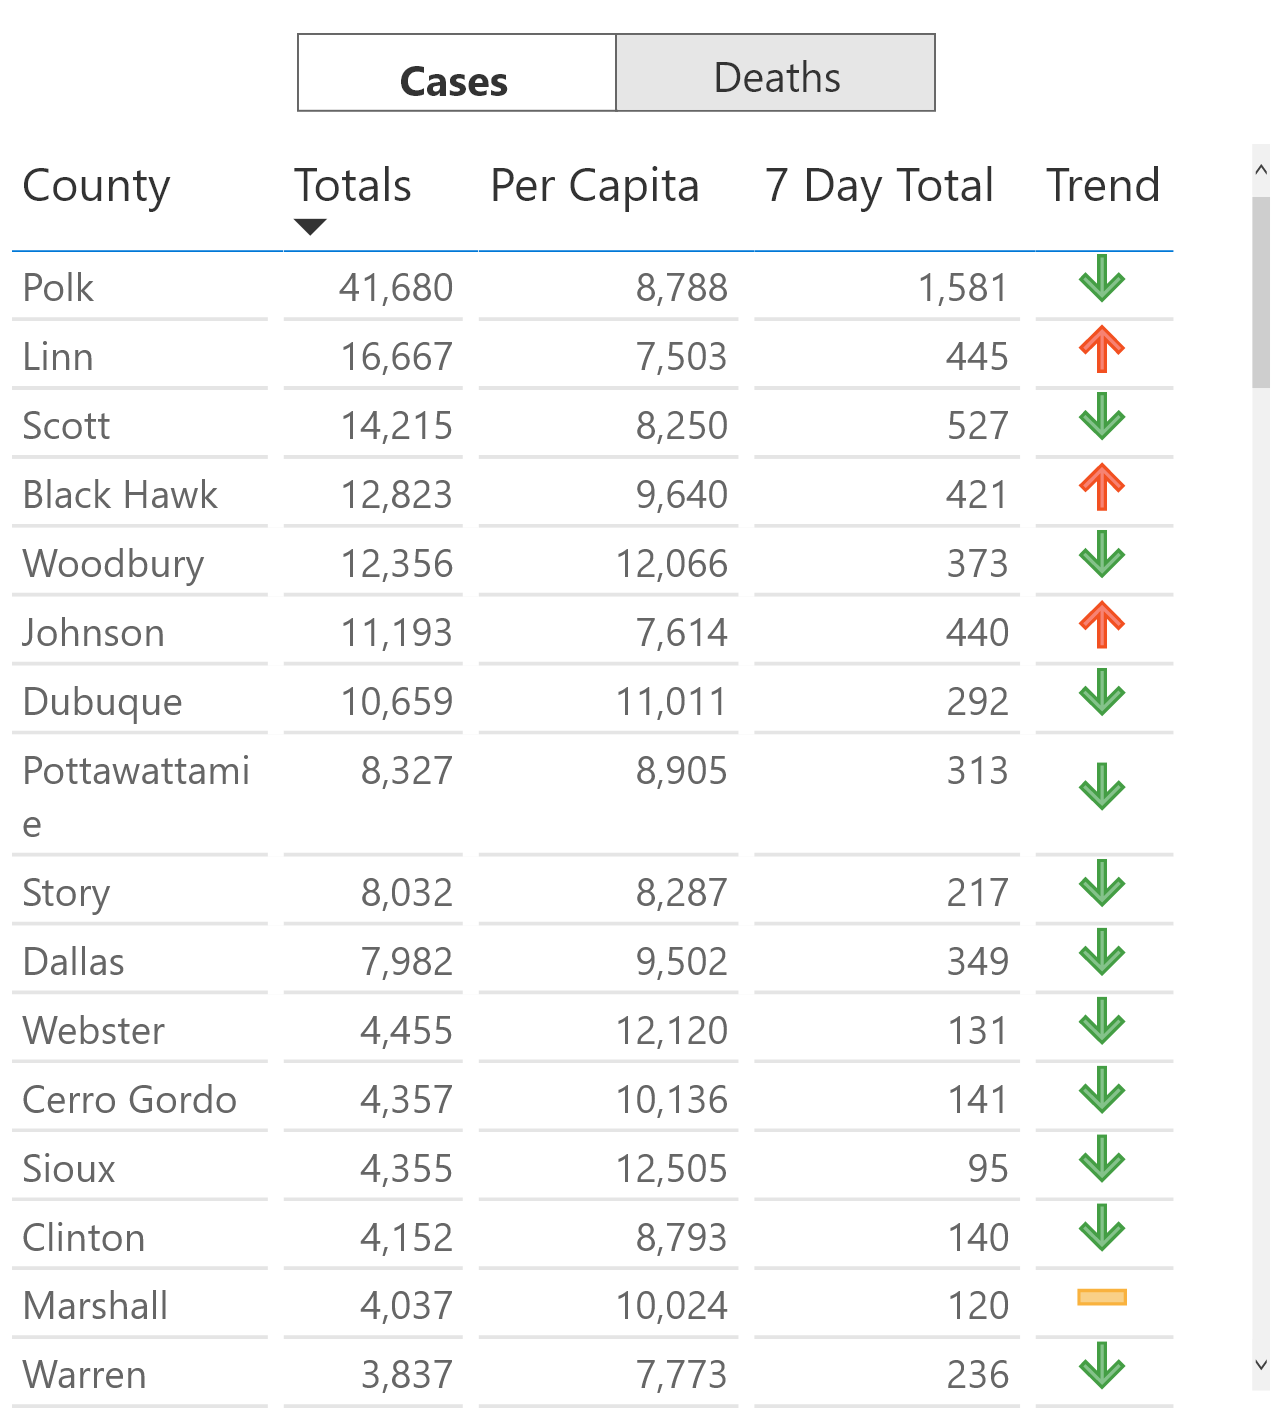 Cases Deaths
County Totals Per Capita 7 Day Total Trend
Polk 41,680 8,788 1,581
Linn 16,667 7,503 445
Scott 14,215 8,250 527
Black Hawk 12,823 9,640 421
Woodbury 12,356 12,066 373
Johnson 11,193 7,614 440
Dubuque 10,659 11,011 292
Pottawattami 8,327 8,905 313
e
Story 8,032 8,287 217
Dallas 7,982 9,502 349
Webster 4,455 12,120 131
Cerro Gordo 4,357 10,136 141
Sioux 4,355 12,505 95
Clinton 4,152 8,793 140
Marshall 4,037 10,024 120
Warren 3,837 7,773 236